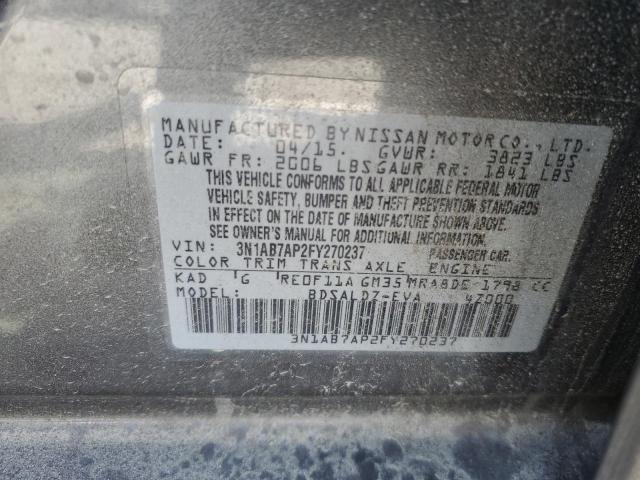 MANUFACTURED BY NISSAN MOTOR CO., LTD.
DATE: 04/15. GVWR: 3823 LBS
GAWR FR: 2006 LBS GAWR RR: 1841 LBS
THIS VEHICLE CONFORMS TO ALL APPLICABLE FEDERAL MOTOR
VEHICLE SAFETY, BUMPER AND THEFT PREVENTION STANDARDS
IN EFFECT ON THE DATE OF MANUFACTURE SHOWN ABOVE.
SEE OWNER'S MANUAL FOR ADDITIONAL INFORMATION.
VIN: 3N1AB7AP2FY270237 PASSENGER CAR.
COLOR TRIM TRANS AXLE ENGINE
KAD G RE0F11A GM35 MRA8DE 1798 CC
BDSALDZ-EVA 4Z000
3N1AB7AP2FY270237